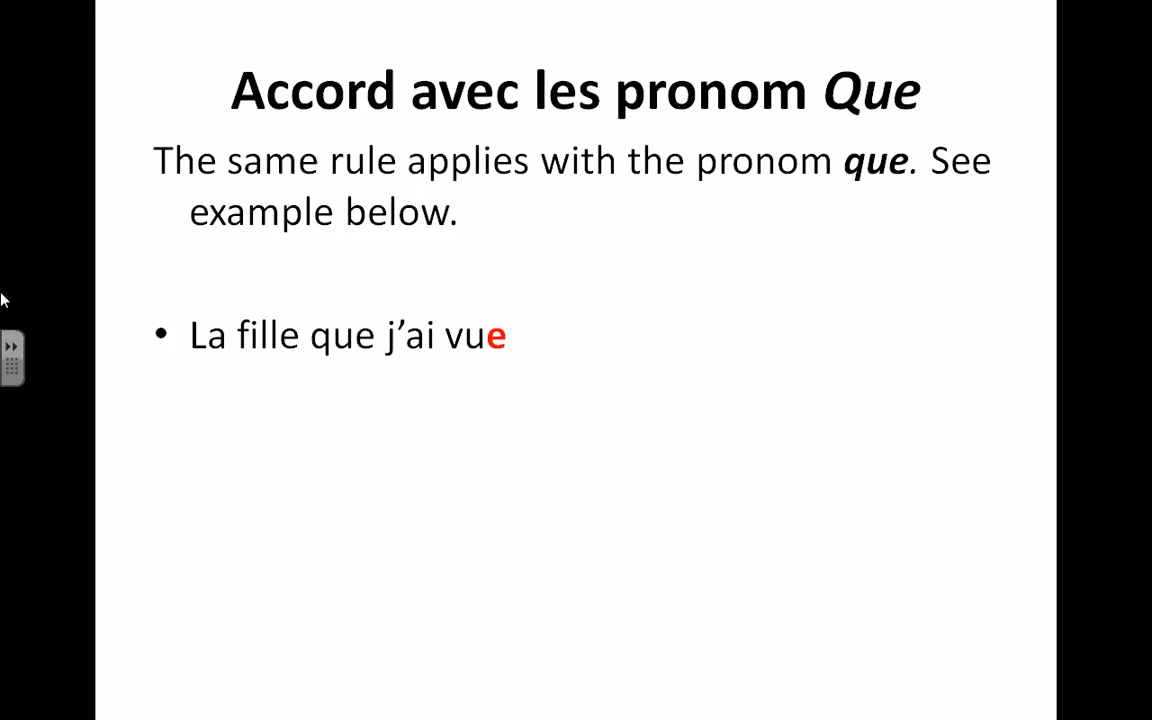 Accord avec les pronom Que
The same rule applies with the pronom que. See
example below.
• La fille que j’ai vue